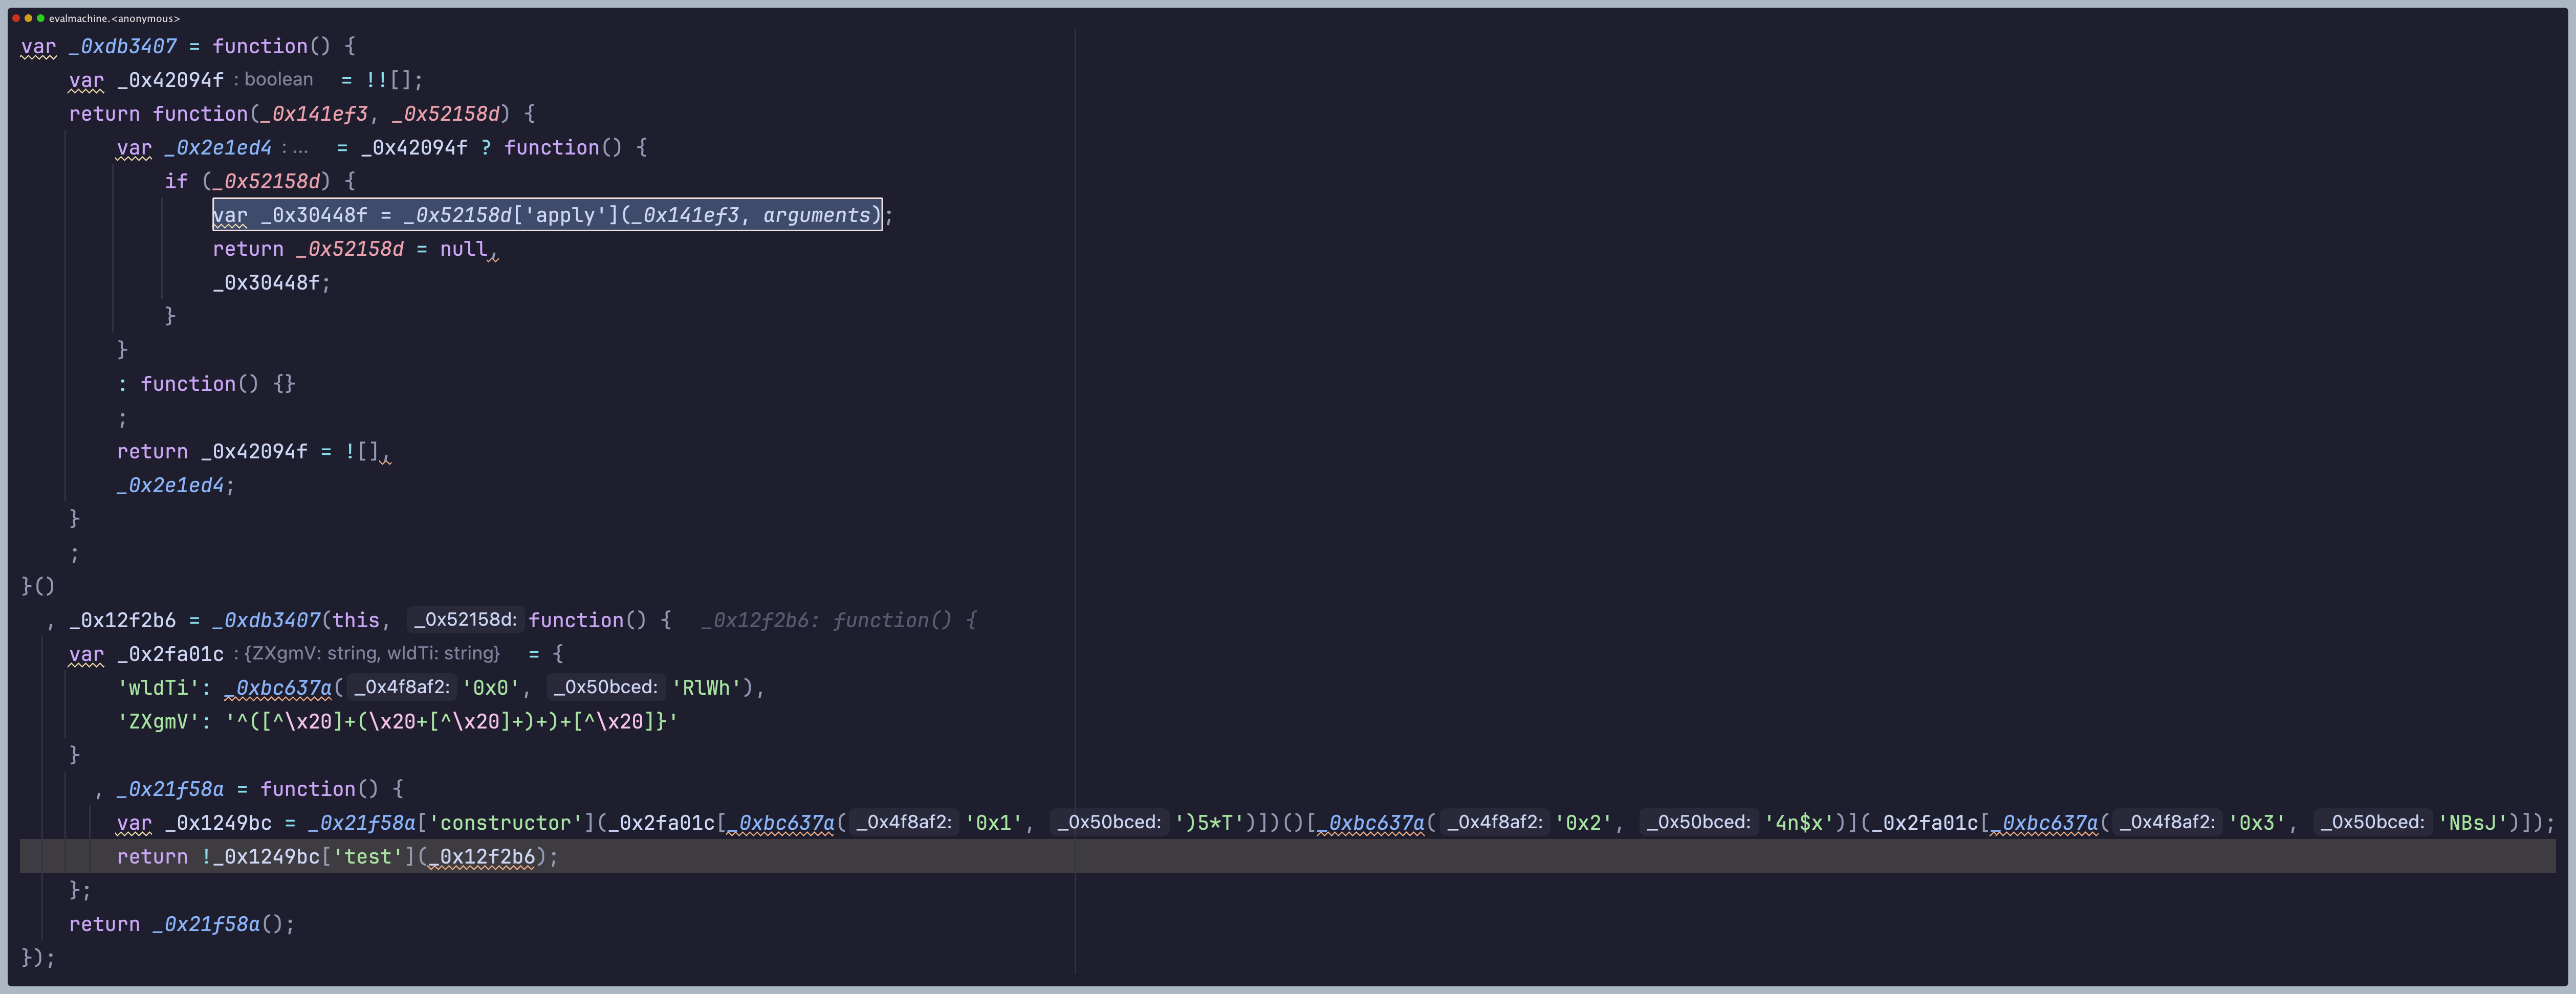 evalmachine.<anonymous>
var _0xdb3407 = function() {
var _0x42094f : boolean = !![];
return function(_0x141ef3, _0x52158d) {
var _0x2e1ed4 : ... = _0x42094f ? function() {
if (_0x52158d) {
var _0x30448f = _0x52158d['apply'](_0x141ef3, arguments);
return _0x52158d = null,
_0x30448f;
}
}
: function() {}
;
return _0x42094f = ![],
_0x2e1ed4;
}
;
}()
, _0x12f2b6 = _0xdb3407(this, _0x52158d: function() { _0x12f2b6: function() {
var _0x2fa01c : {ZXgmV: string, wldTi: string} = {
'wldTi': _0xbc637a( _0x4f8af2: '0x0', _0x50bced: 'RlWh'),
'ZXgmV': '^([^\x20]+(\x20+[^\x20]+)+)+[^\x20]}'
}
, _0x21f58a = function() {
var _0x1249bc = _0x21f58a['constructor'](_0x2fa01c[_0xbc637a( _0x4f8af2: '0x1', _0x50bced: ')5*T')])()[_0xbc637a( _0x4f8af2: '0x2', _0x50bced: '4n$x')](_0x2fa01c[_0xbc637a( _0x4f8af2: '0x3', _0x50bced: 'NBsJ')]);
return !_0x1249bc['test'](_0x12f2b6);
};
return _0x21f58a();
});